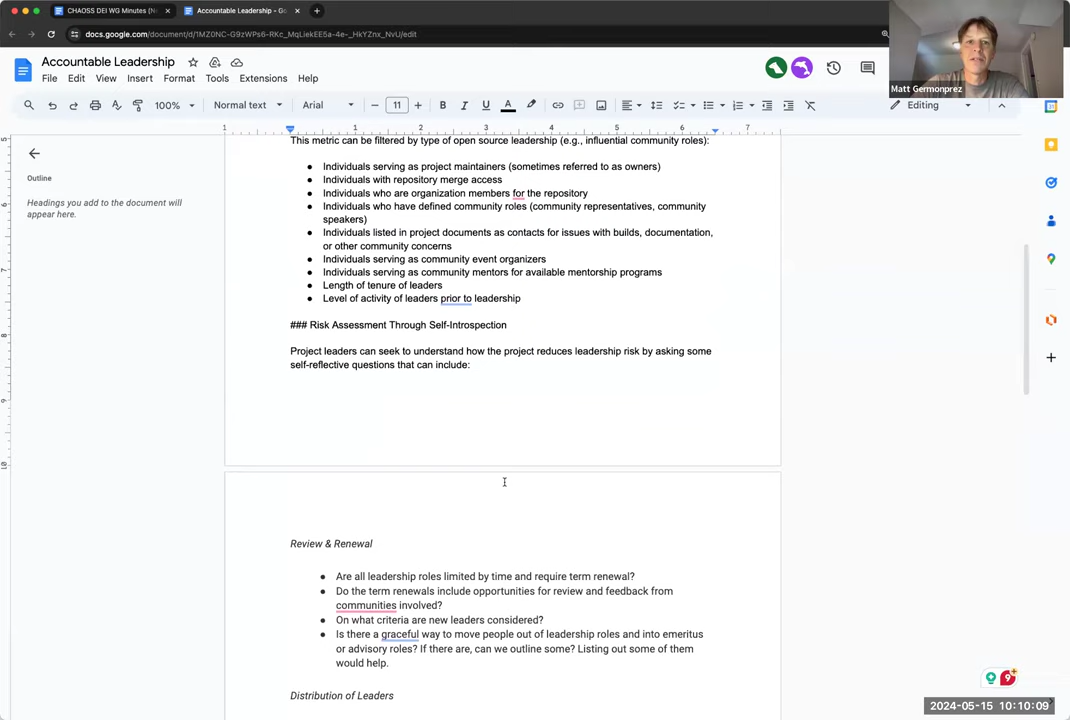 CHAOSS DEI WG Minutes (N
Accountable Leadership - Go
docs.google.com/document/d/1MZ0NC-G9zWPs6-RKc_MqLiekEE5a-4e-_HkYZnx_NvU/edit
Accountable Leadership
File Edit View Insert Format Tools Extensions Help
Matt Germonprez
100% Normal text Arial 11 Editing
1 1 2 3 4 5 6 7
Outline
Headings you add to the document will
appear here.
This metric can be filtered by type of open source leadership (e.g., influential community roles):
● Individuals serving as project maintainers (sometimes referred to as owners)
● Individuals with repository merge access
● Individuals who are organization members for the repository
● Individuals who have defined community roles (community representatives, community
speakers)
● Individuals listed in project documents as contacts for issues with builds, documentation,
or other community concerns
● Individuals serving as community event organizers
● Individuals serving as community mentors for available mentorship programs
● Length of tenure of leaders
● Level of activity of leaders prior to leadership
### Risk Assessment Through Self-Introspection
Project leaders can seek to understand how the project reduces leadership risk by asking some
self-reflective questions that can include:
Review & Renewal
● Are all leadership roles limited by time and require term renewal?
● Do the term renewals include opportunities for review and feedback from
communities involved?
● On what criteria are new leaders considered?
● Is there a graceful way to move people out of leadership roles and into emeritus
or advisory roles? If there are, can we outline some? Listing out some of them
would help.
Distribution of Leaders
9
2024-05-15 10:10:09